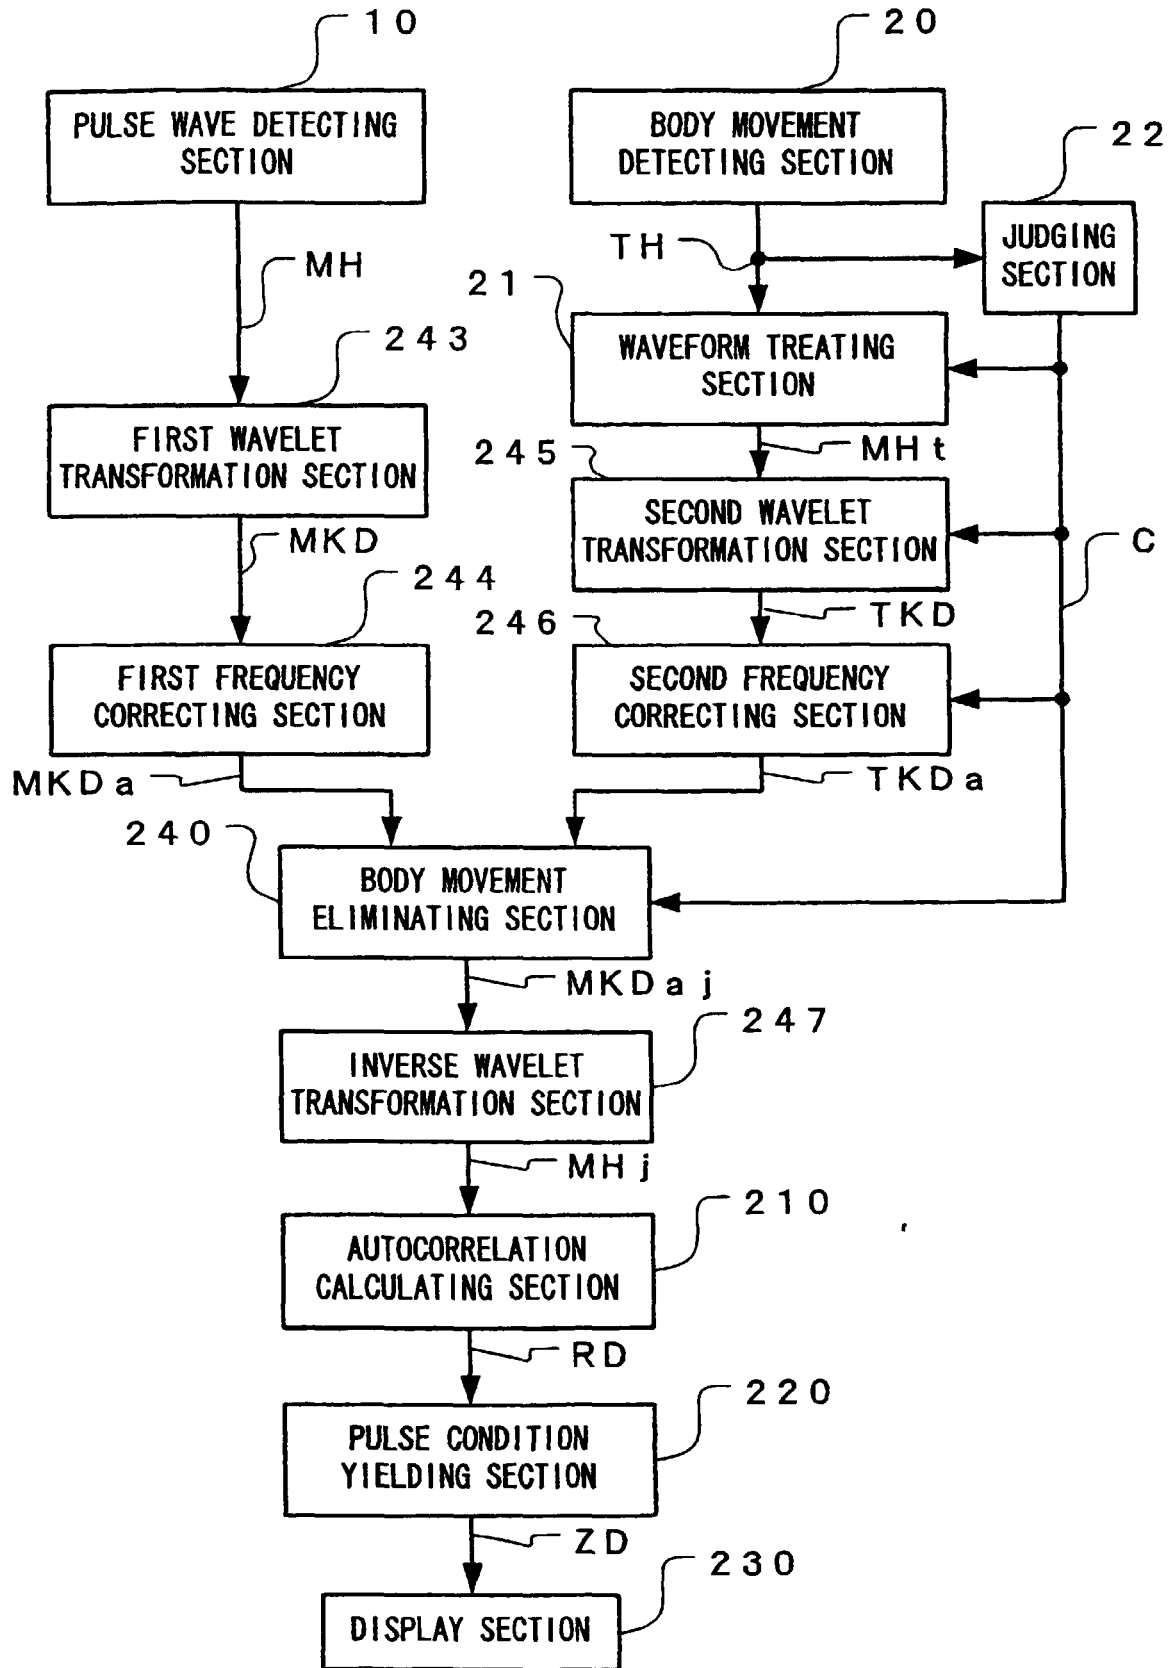 10
20
PULSE WAVE DETECTING
SECTION
BODY MOVEMENT
DETECTING SECTION
22
JUDGING
SECTION
TH
MH
21
243
WAVEFORM TREATING
SECTION
FIRST WAVELET
TRANSFORMATION SECTION
MHt
245
SECOND WAVELET
TRANSFORMATION SECTION
C
MKD
244
TKD
246
FIRST FREQUENCY
CORRECTING SECTION
SECOND FREQUENCY
CORRECTING SECTION
MKDa
TKDa
240
BODY MOVEMENT
ELIMINATING SECTION
MKDaj
247
INVERSE WAVELET
TRANSFORMATION SECTION
MHj
210
AUTOCORRELATION
CALCULATING SECTION
RD
220
PULSE CONDITION
YIELDING SECTION
ZD
230
DISPLAY SECTION